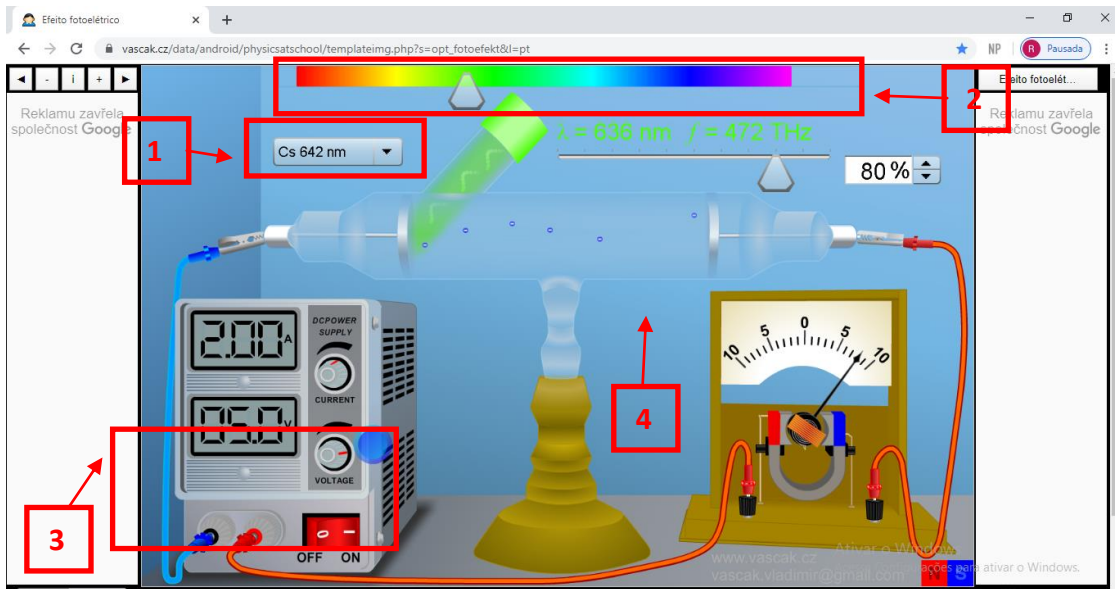 Efeito fotoelétrico
vascak.cz/data/android/physicsatschool/templateimg.php?s=opt_fotoefekt&l=pt
NP
R Pausada
- i +
Efeito fotoelét...
Reklamu zavřela
společnost Google
Reklamu zavřela
společnost Google
1
2
λ = 636 nm f = 472 THz
Cs 642 nm
80 %
2.00 A
DCPOWER
SUPPLY
CURRENT
05.0 V
VOLTAGE
OFF ON
10 5 0 5 10
3
4
www.vascak.cz
vascak.vladimir@gmail.com
N S
ativar o Windows.